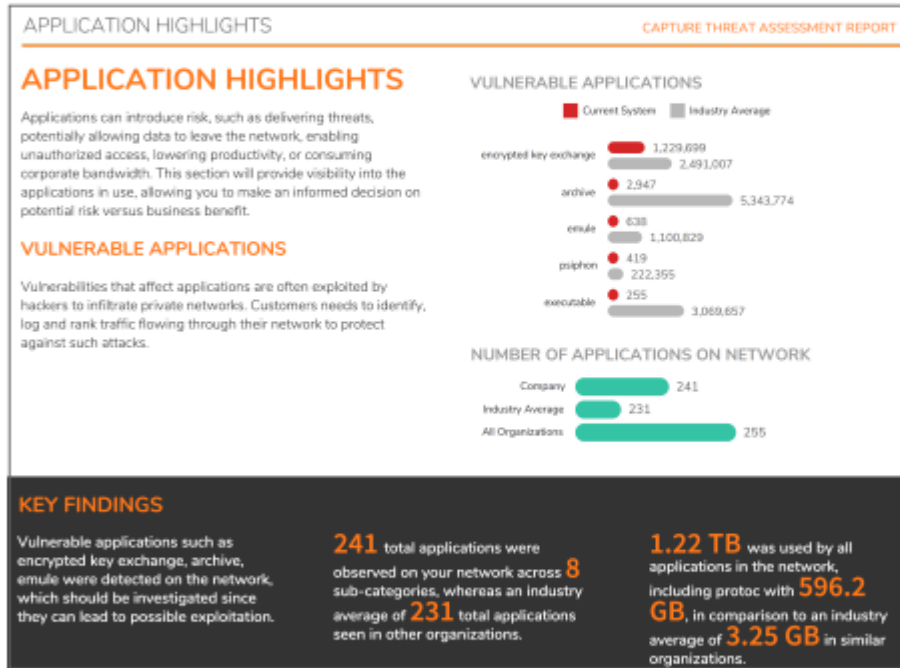 APPLICATION HIGHLIGHTS
CAPTURE THREAT ASSESSMENT REPORT
APPLICATION HIGHLIGHTS
Applications can introduce risk, such as delivering threats,
potentially allowing data to leave the network, enabling
unauthorized access, lowering productivity, or consuming
corporate bandwidth. This section will provide visibility into the
applications in use, allowing you to make an informed decision on
potential risk versus business benefit.
VULNERABLE APPLICATIONS
Vulnerabilities that affect applications are often exploited by
hackers to infiltrate private networks. Customers needs to identify,
log and rank traffic flowing through their network to protect
against such attacks.
VULNERABLE APPLICATIONS
Current System
Industry Average
encrypted key exchange
1,229,699
2,491,007
archive
2,947
5,343,774
emule
638
1,100,829
psiphon
419
222,355
executable
255
3,069,657
NUMBER OF APPLICATIONS ON NETWORK
Company
241
Industry Average
231
All Organizations
255
KEY FINDINGS
Vulnerable applications such as
encrypted key exchange, archive,
emule were detected on the network,
which should be investigated since
they can lead to possible exploitation.
241 total applications were
observed on your network across 8
sub-categories, whereas an industry
average of 231 total applications
seen in other organizations.
1.22 TB was used by all
applications in the network,
including protoc with 596.2
GB, in comparison to an industry
average of 3.25 GB in similar
organizations.